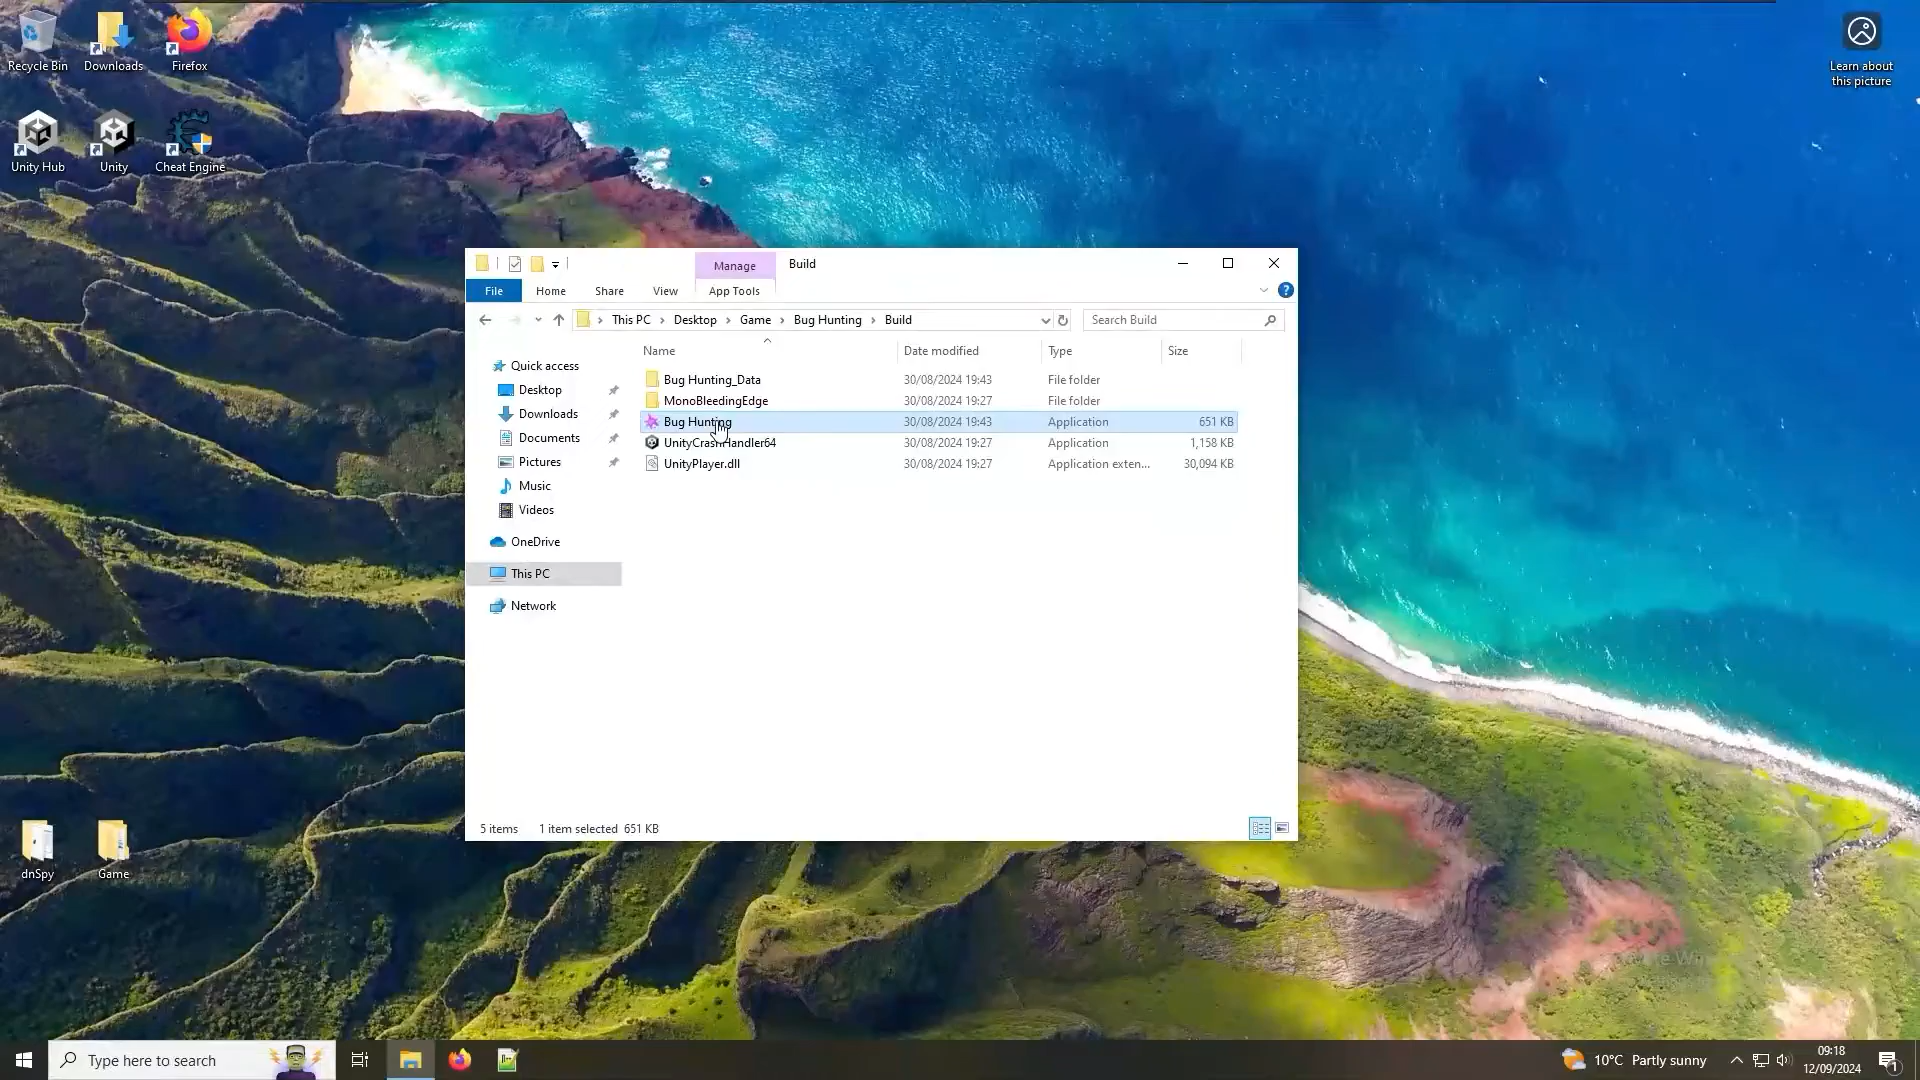 Recycle Bin
Downloads
Firefox
Learn about
this picture
Unity Hub
Unity
Cheat Engine
Manage
Build
File
Home
Share
View
App Tools
This PC
Desktop
Game
Bug Hunting
Build
Search Build
Name
Date modified
Type
Size
Quick access
Desktop
Downloads
Documents
Pictures
Music
Videos
OneDrive
This PC
Network
Bug Hunting_Data 30/08/2024 19:43 File folder
MonoBleedingEdge 30/08/2024 19:27 File folder
Bug Hunting 30/08/2024 19:43 Application 651 KB
UnityCrashHandler64 30/08/2024 19:27 Application 1,158 KB
UnityPlayer.dll 30/08/2024 19:27 Application exten... 30,094 KB
5 items 1 item selected 651 KB
dnSpy
Game
Type here to search
10°C Partly sunny
09:18
12/09/2024
1